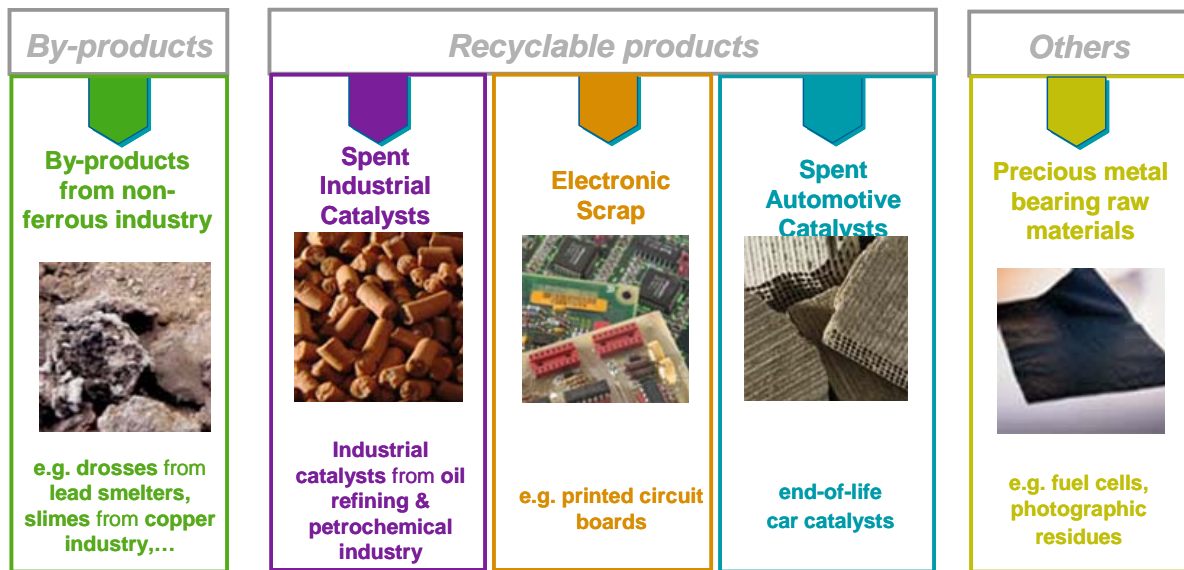 By-products
Recyclable products
Others
By-products
from non-
ferrous industry
e.g. drosses from
lead smelters,
slimes from copper
industry,…
Spent
Industrial
Catalysts
Industrial
catalysts from oil
refining &
petrochemical
industry
Electronic
Scrap
e.g. printed circuit
boards
Spent
Automotive
Catalysts
end-of-life
car catalysts
Precious metal
bearing raw
materials
e.g. fuel cells,
photographic
residues